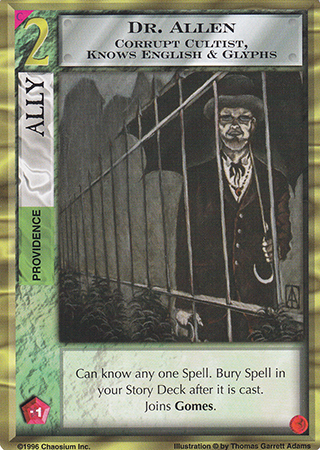 2
DR. ALLEN
CORRUPT CULTIST,
KNOWS ENGLISH & GLYPHS
ALLY
PROVIDENCE
-1
Can know any one Spell. Bury Spell in
your Story Deck after it is cast.
Joins Gomes.
©1996 Chaosium Inc.
Illustration © by Thomas Garrett Adams